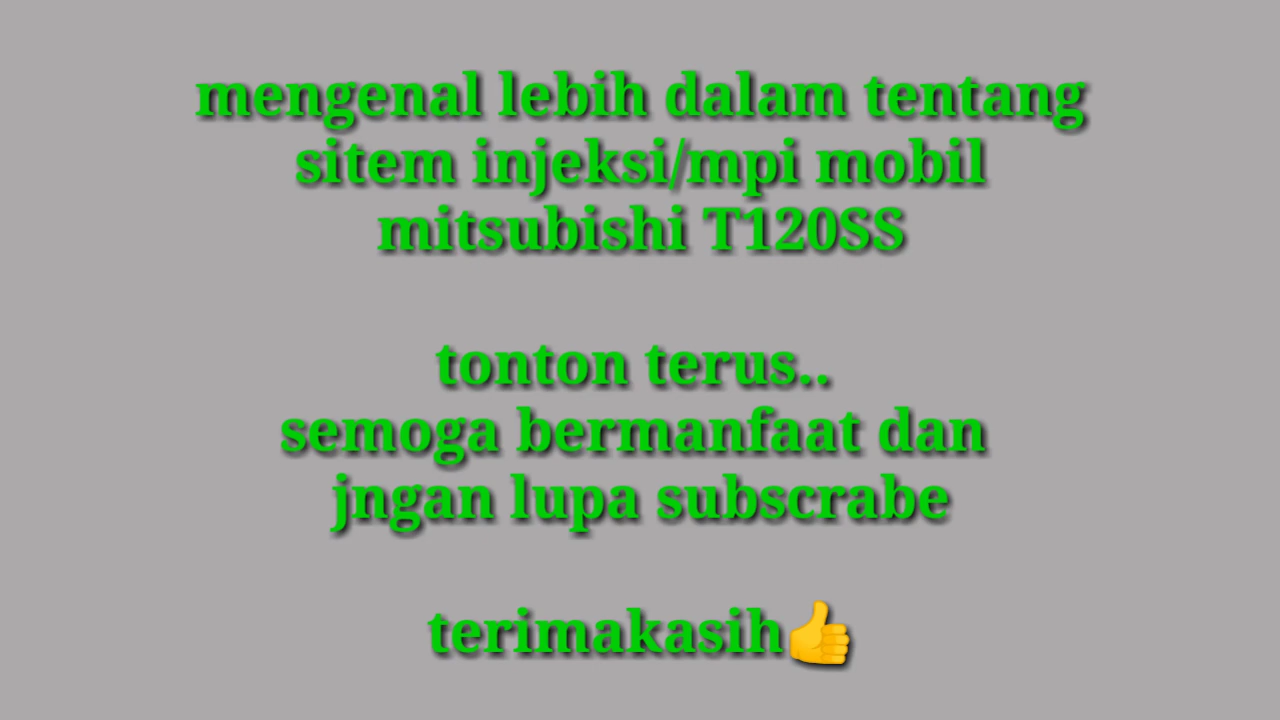 mengenal lebih dalam tentang
sitem injeksi/mpi mobil
mitsubishi T120SS
tonton terus..
semoga bermanfaat dan
jngan lupa subscrabe
terimakasih👍